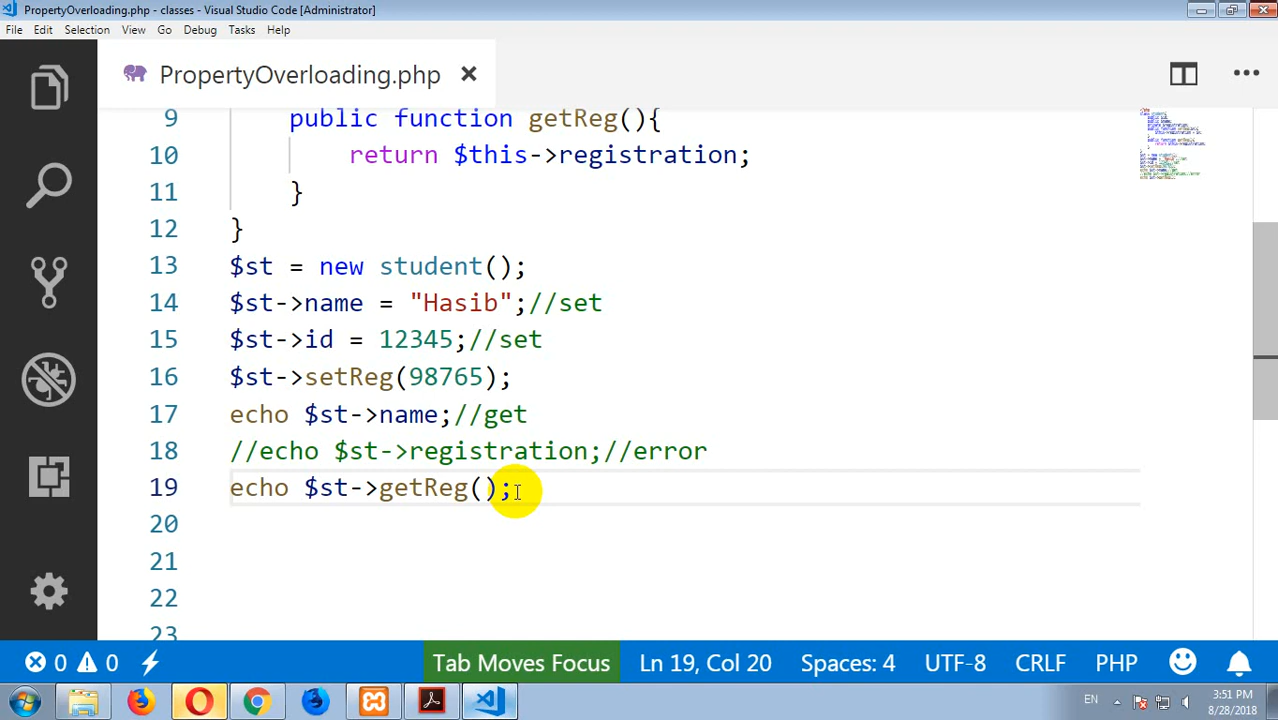 PropertyOverloading.php - classes - Visual Studio Code [Administrator]
File Edit Selection View Go Debug Tasks Help
PropertyOverloading.php
9 public function getReg(){
10 return $this->registration;
11 }
12 }
13 $st = new student();
14 $st->name = "Hasib";//set
15 $st->id = 12345;//set
16 $st->setReg(98765);
17 echo $st->name;//get
18 //echo $st->registration;//error
19 echo $st->getReg();
20
21
22
23
0 0 Tab Moves Focus Ln 19, Col 20 Spaces: 4 UTF-8 CRLF PHP
EN 3:51 PM
8/28/2018